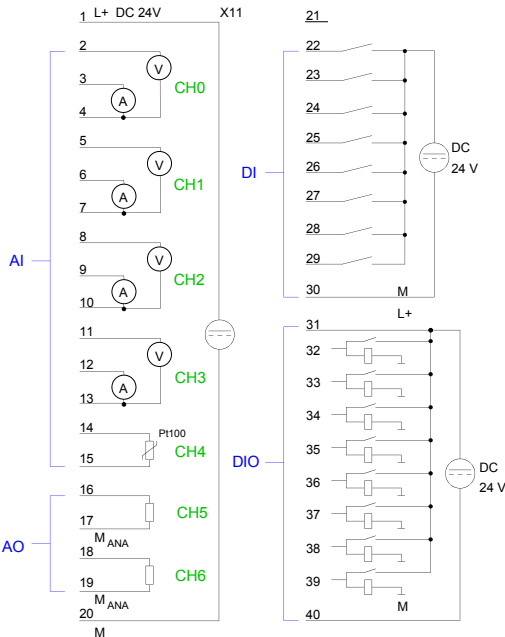 1 L+ DC 24V X11
2
V
3
A
CH0
4
5
V
6
A
CH1
7
8
V
AI
9
A
CH2
10
11
V
12
A
CH3
13
14
Pt100
CH4
15
16
CH5
17
M ANA
AO
18
CH6
19
M ANA
20
M
21
22
23
24
25
DC
24 V
DI
26
27
28
29
30 M
L+
31
32
33
34
35
DIO
DC
24 V
36
37
38
39
M
40